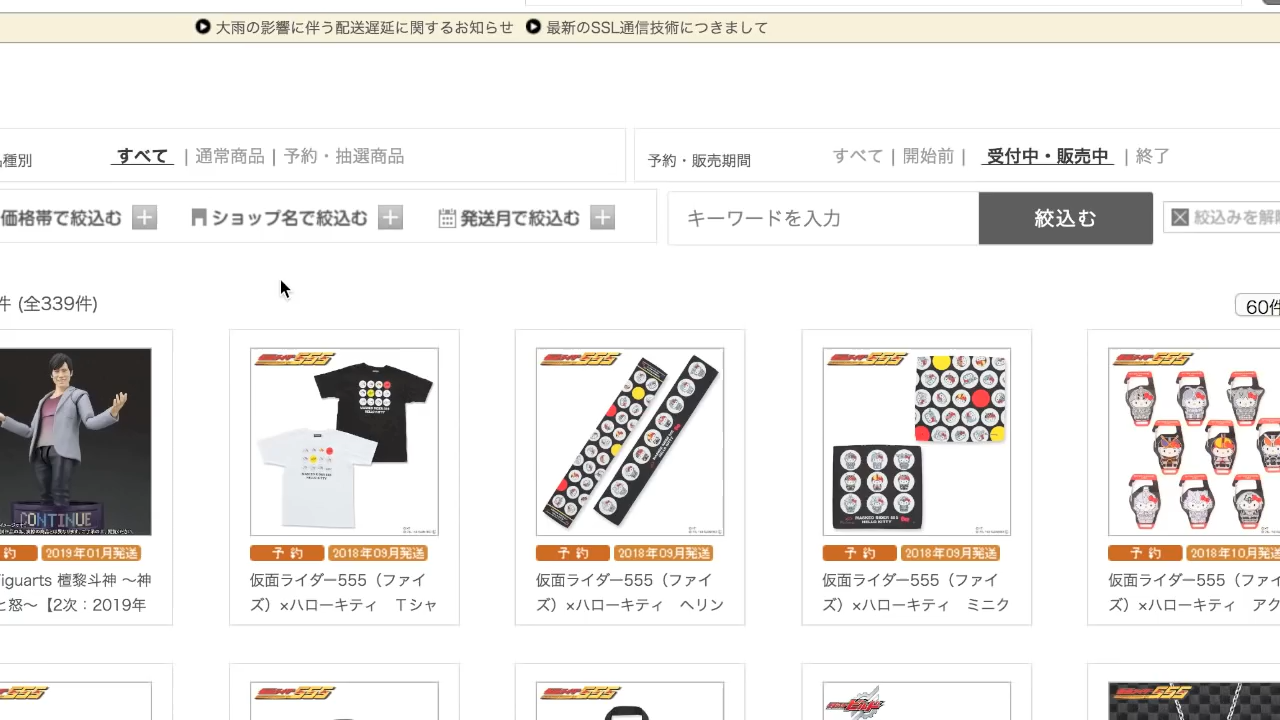 大雨の影響に伴う配送遅延に関するお知らせ 最新のSSL通信技術につきまして
種別 すべて | 通常商品 | 予約・抽選商品 予約・販売期間 すべて | 開始前 | 受付中・販売中 | 終了
価格帯で絞込む ショップ名で絞込む 発送月で絞込む キーワードを入力 絞込む 絞込みを解
件 (全339件) 60件
555 555 555 555
CONTINUE
約 2019年01月発送 予約 2018年09月発送 予約 2018年09月発送 予約 2018年09月発送 予約 2018年10月発送
iguarts 檀黎斗神 ～神
と怒～【2次：2019年
仮面ライダー555（ファイ
ズ）×ハローキティ Tシャ
仮面ライダー555（ファイ
ズ）×ハローキティ ヘリン
仮面ライダー555（ファイ
ズ）×ハローキティ ミニク
仮面ライダー555（ファイ
ズ）×ハローキティ アク
555 555 555 555